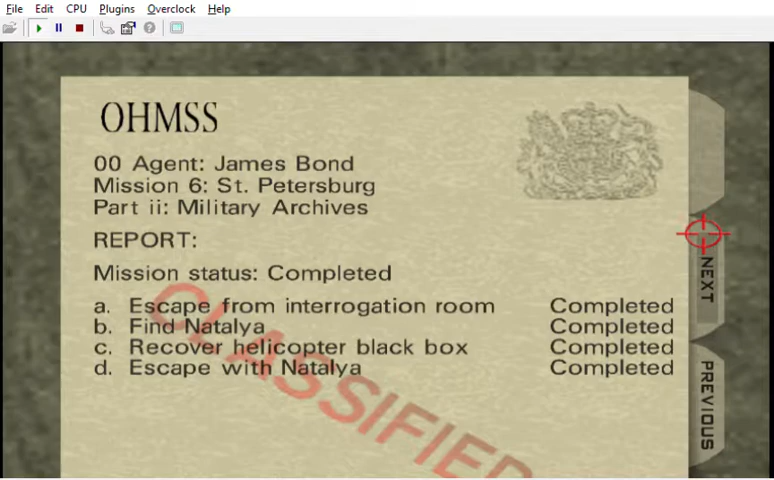 File Edit CPU Plugins Overclock Help
OHMSS
00 Agent: James Bond
Mission 6: St. Petersburg
Part ii: Military Archives
REPORT:
Mission status: Completed
a. Escape from interrogation room Completed
b. Find Natalya Completed
c. Recover helicopter black box Completed
d. Escape with Natalya Completed
CLASSIFIED
NEXT
PREVIOUS